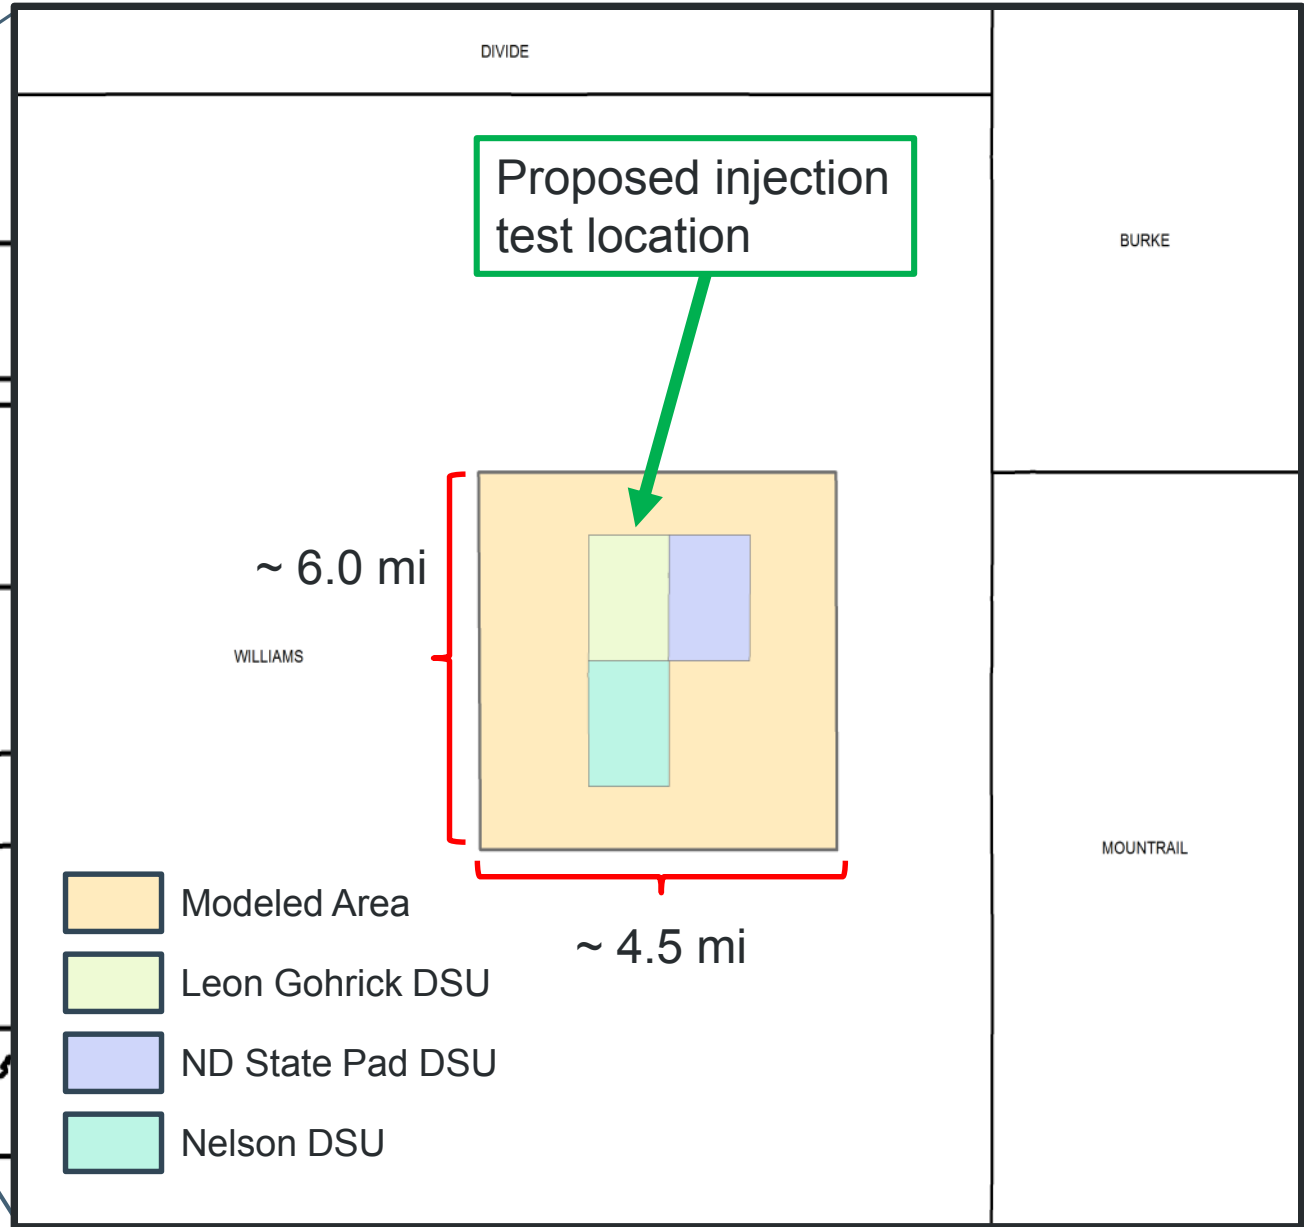 DIVIDE
Proposed injection
test location
BURKE
~ 6.0 mi
WILLIAMS
MOUNTRAIL
Modeled Area
~ 4.5 mi
Leon Gohrick DSU
ND State Pad DSU
Nelson DSU